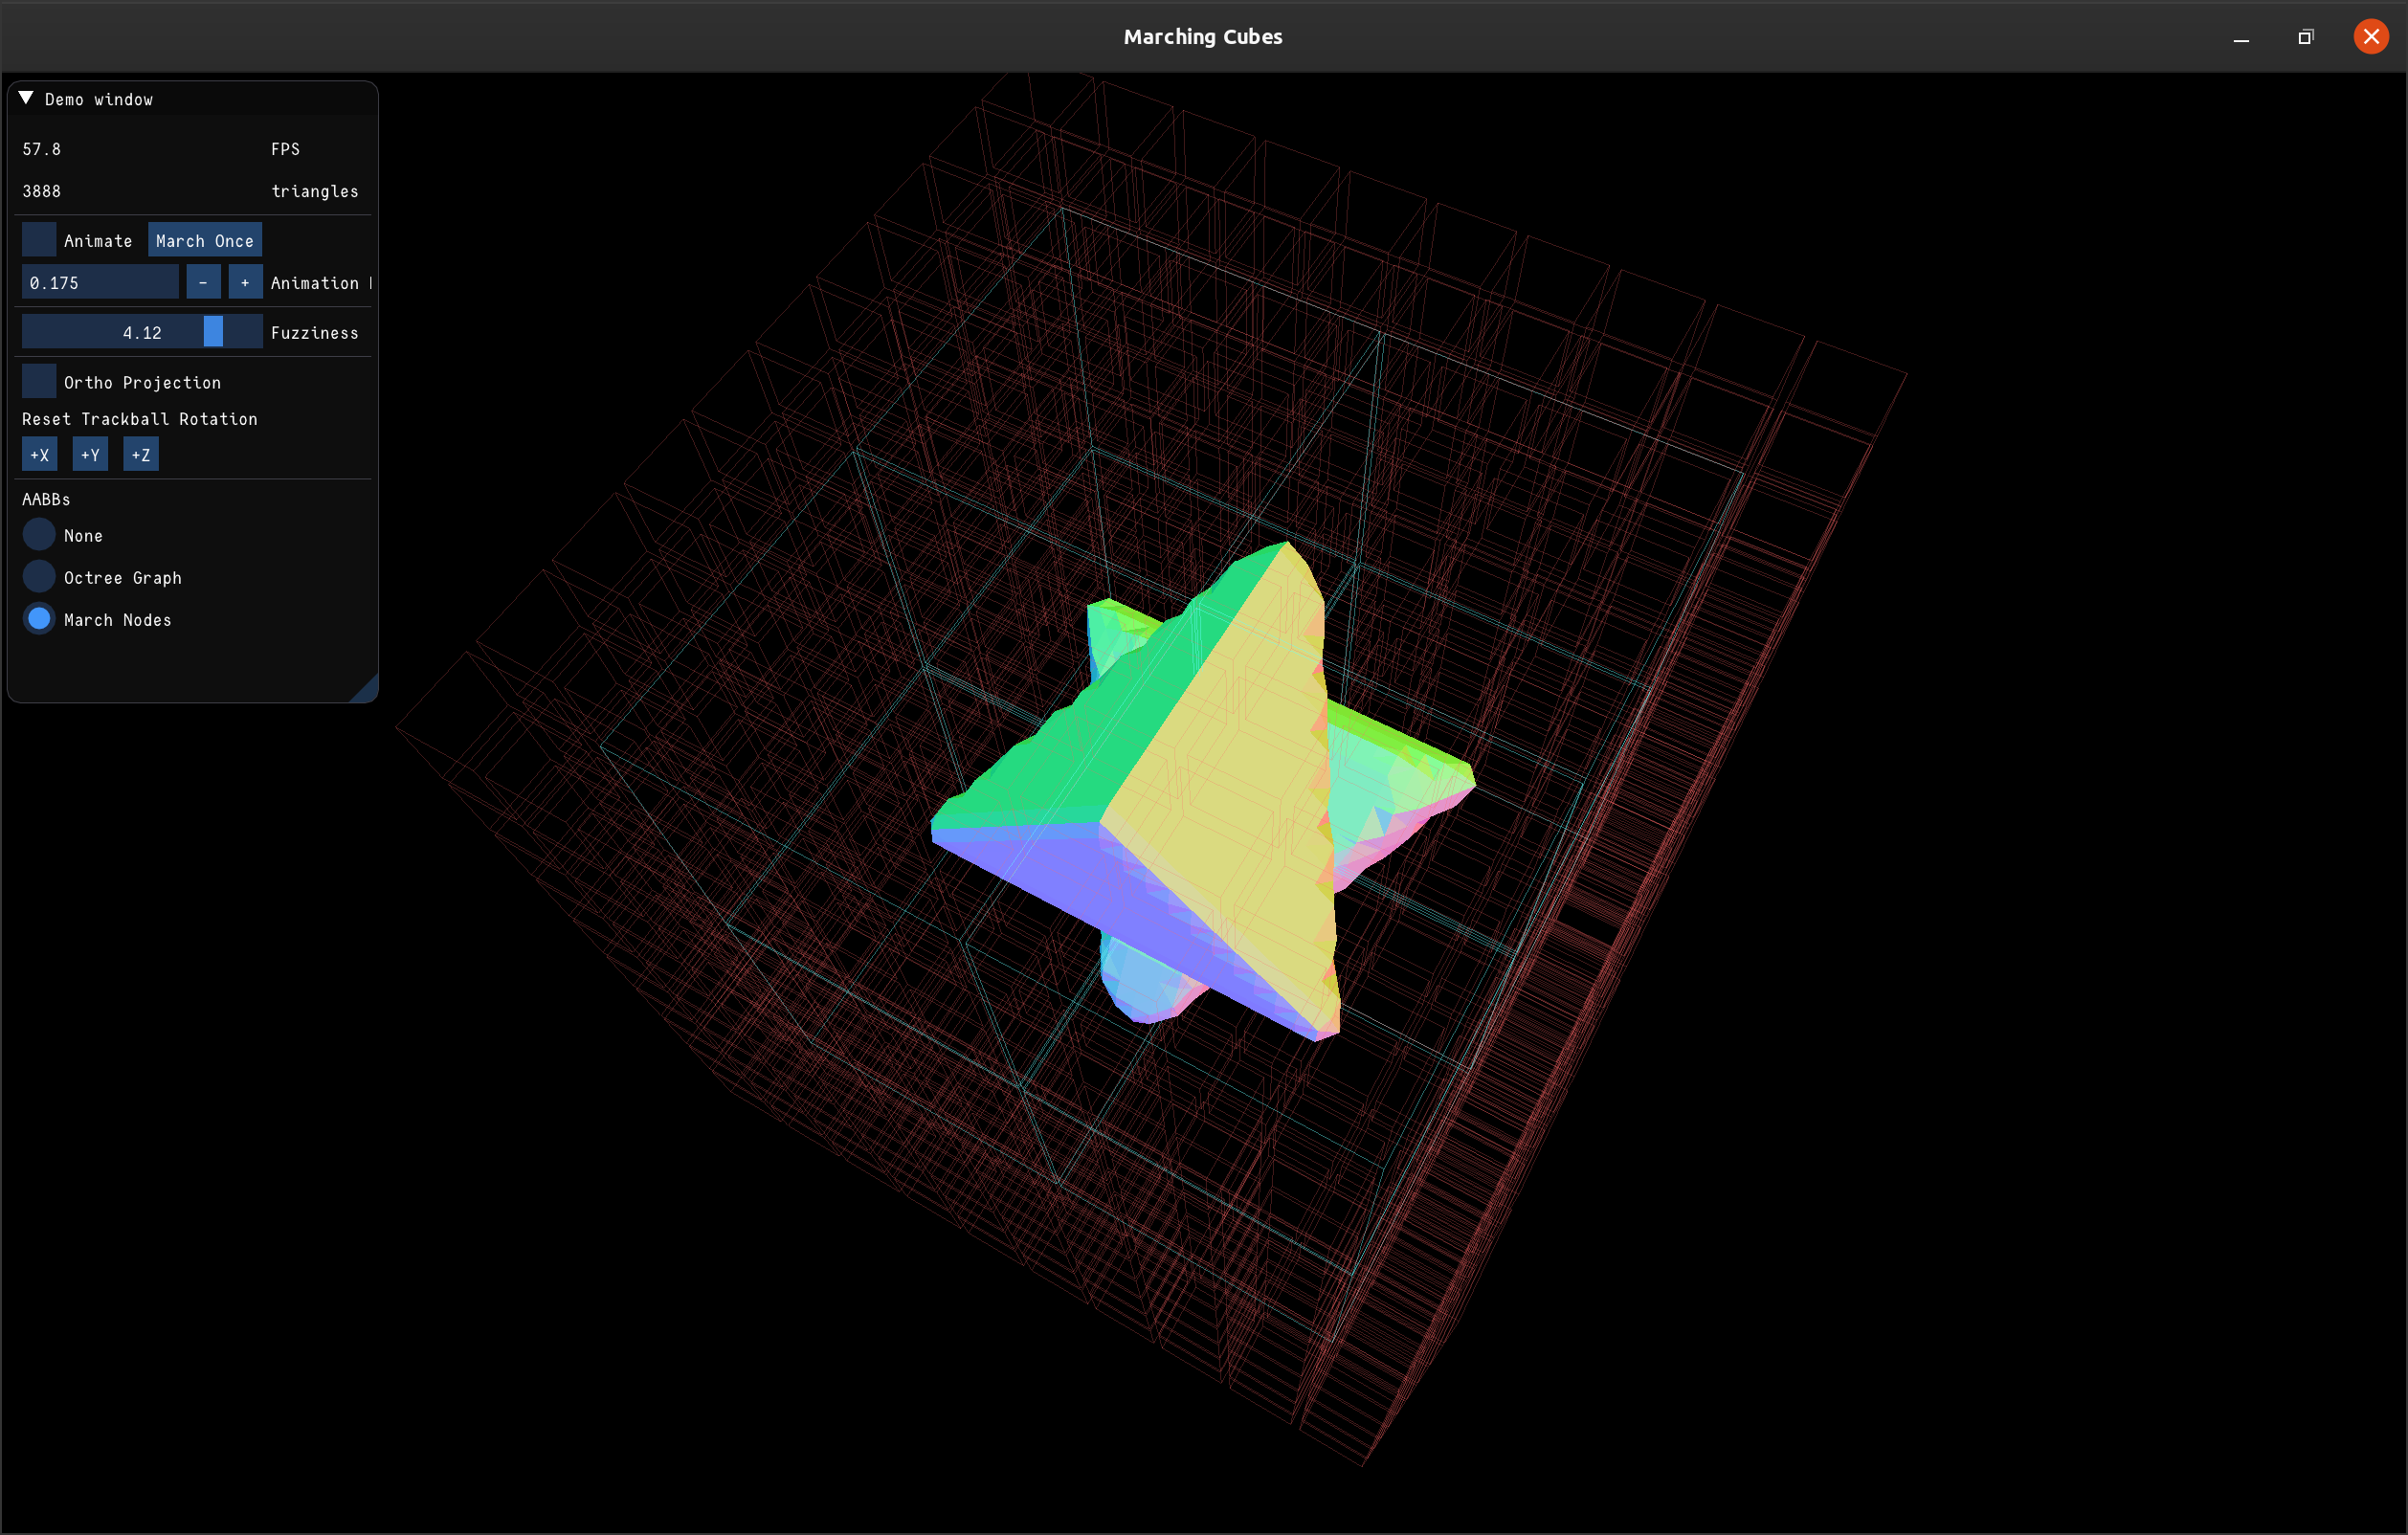 Marching Cubes
Demo window
57.8 FPS
3888 triangles
Animate March Once
0.175 - + Animation
4.12 Fuzziness
Ortho Projection
Reset Trackball Rotation
+X +Y +Z
AABBs
None
Octree Graph
March Nodes